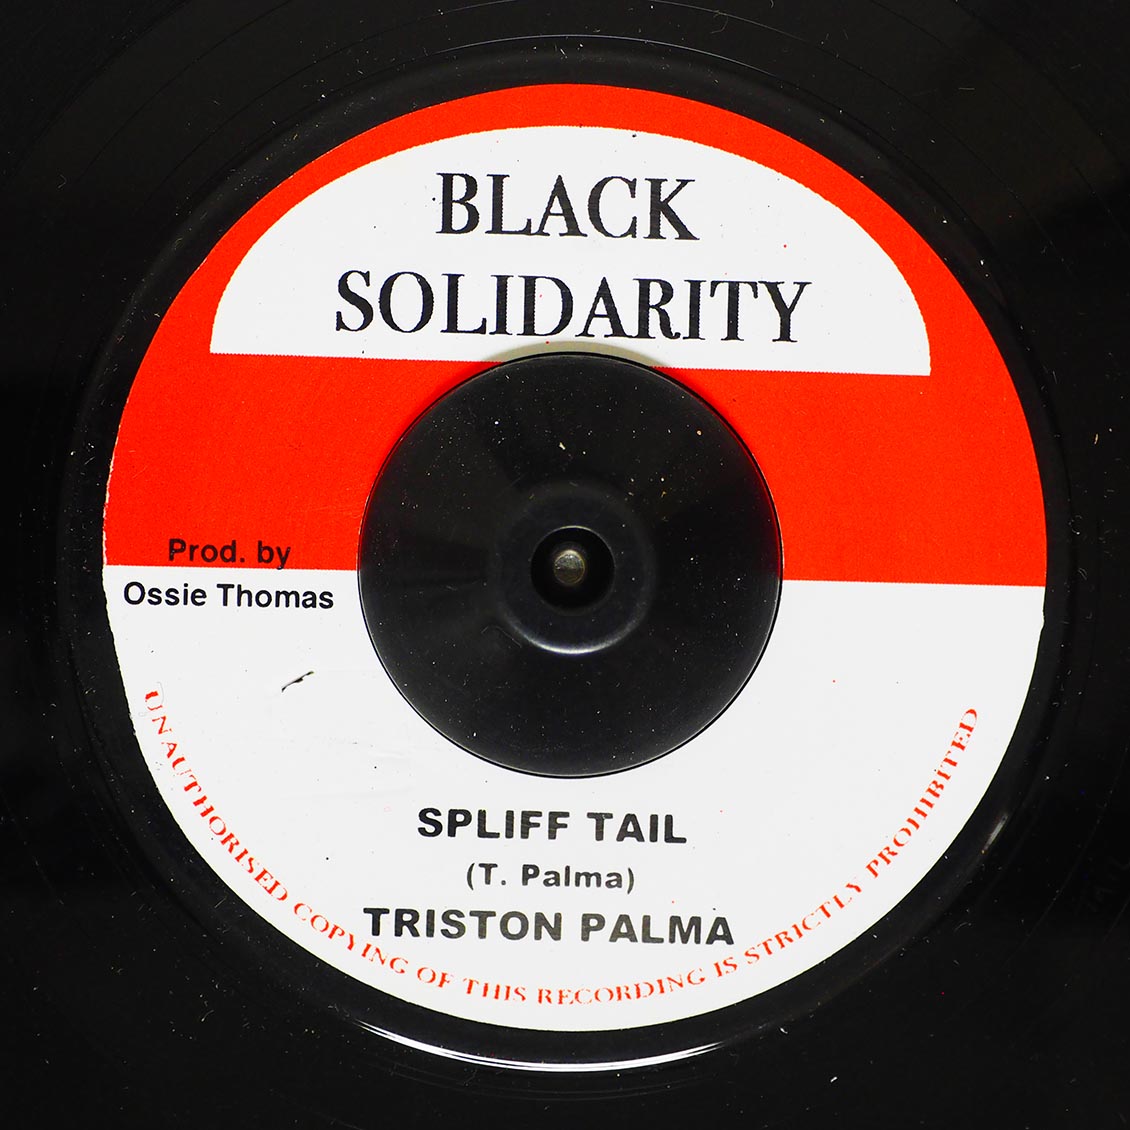 BLACK
SOLIDARITY
Prod. by
Ossie Thomas
SPLIFF TAIL
(T. Palma)
TRISTON PALMA
UNAUTHORISED COPYING OF THIS RECORDING IS STRICTLY PROHIBITED